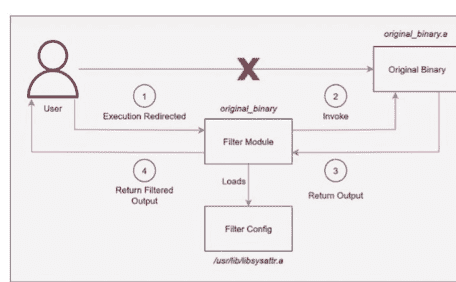 original_binary.a
Original Binary
User
1
Execution Redirected
original_binary
2
Invoke
Filter Module
4
Return Filtered
Output
3
Return Output
Loads
Filter Config
/usr/lib/libsysattr.a